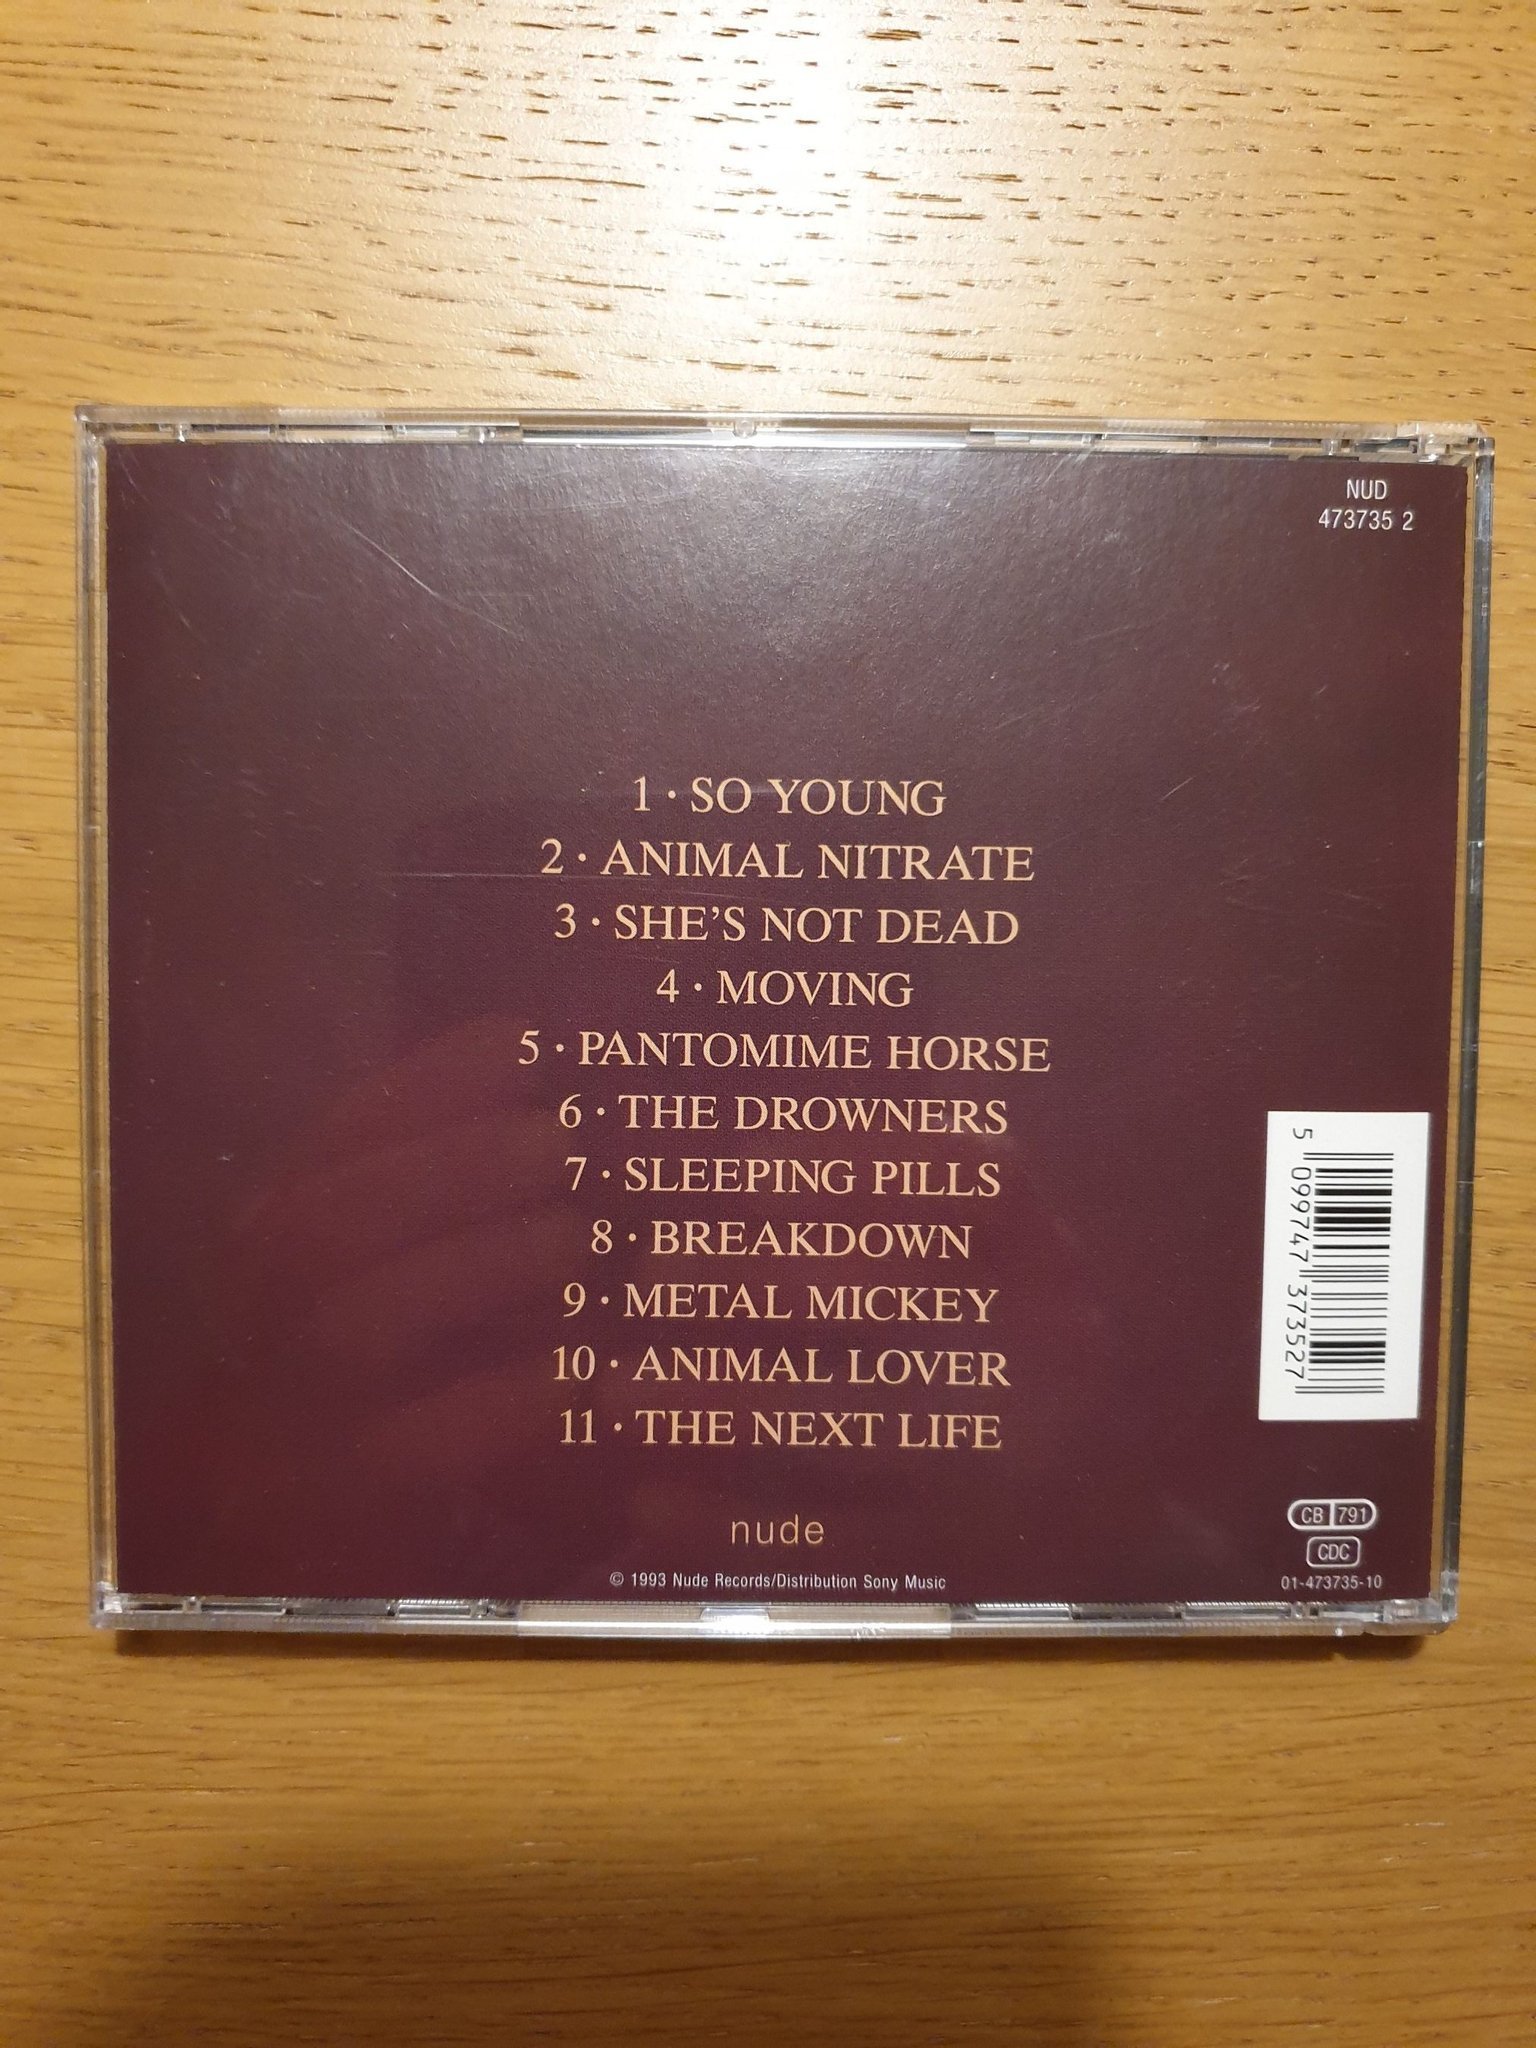 NUD
473735 2
1 · SO YOUNG
2 · ANIMAL NITRATE
3 · SHE'S NOT DEAD
4 · MOVING
5 · PANTOMIME HORSE
6 · THE DROWNERS
7 · SLEEPING PILLS
8 · BREAKDOWN
9 · METAL MICKEY
10 · ANIMAL LOVER
11 · THE NEXT LIFE
5 099747 373527
nude
© 1993 Nude Records/Distribution Sony Music
CB 791
CDC
01-473735-10